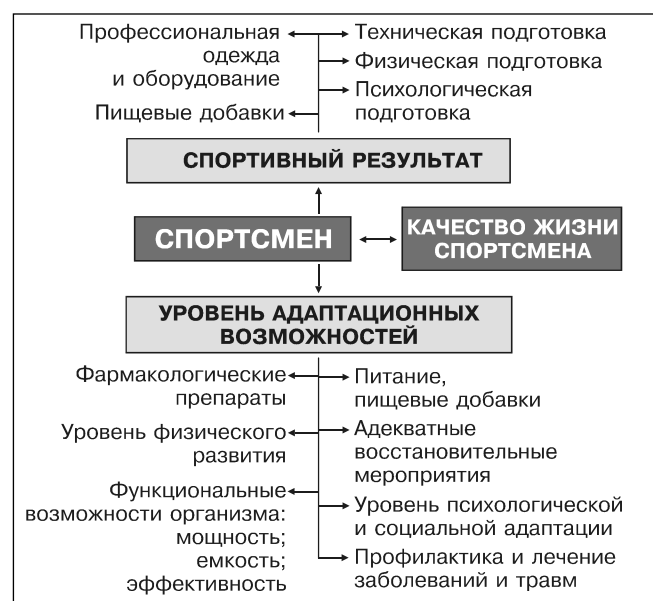 Профессиональная
одежда
и оборудование
Пищевые добавки
Техническая подготовка
Физическая подготовка
Психологическая
подготовка
СПОРТИВНЫЙ РЕЗУЛЬТАТ
СПОРТСМЕН
КАЧЕСТВО ЖИЗНИ
СПОРТСМЕНА
УРОВЕНЬ АДАПТАЦИОННЫХ
ВОЗМОЖНОСТЕЙ
Фармакологические
препараты
Уровень физического
развития
Функциональные
возможности организма:
мощность;
емкость;
эффективность
Питание,
пищевые добавки
Адекватные
восстановительные
мероприятия
Уровень психологической
и социальной адаптации
Профилактика и лечение
заболеваний и травм